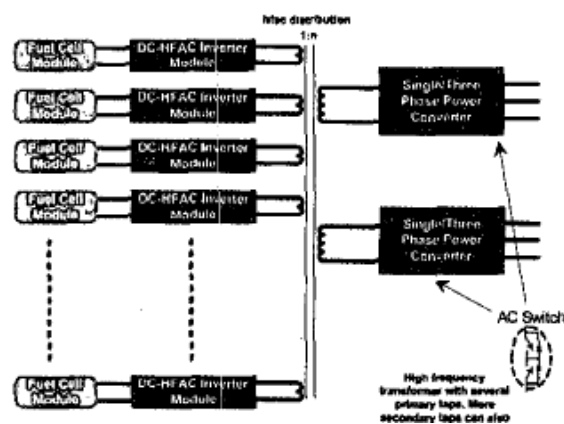 hfac distribution
1:n
Fuel Cell
Module
DC-HFAC Inverter
Module
Fuel Cell
Module
DC-HFAC Inverter
Module
Fuel Cell
Module
DC-HFAC Inverter
Module
Fuel Cell
Module
DC-HFAC Inverter
Module
Fuel Cell
Module
DC-HFAC Inverter
Module
Single/Three
Phase Power
Converter
Single/Three
Phase Power
Converter
AC Switch
High frequency
transformer with several
primary taps. More
secondary taps can also